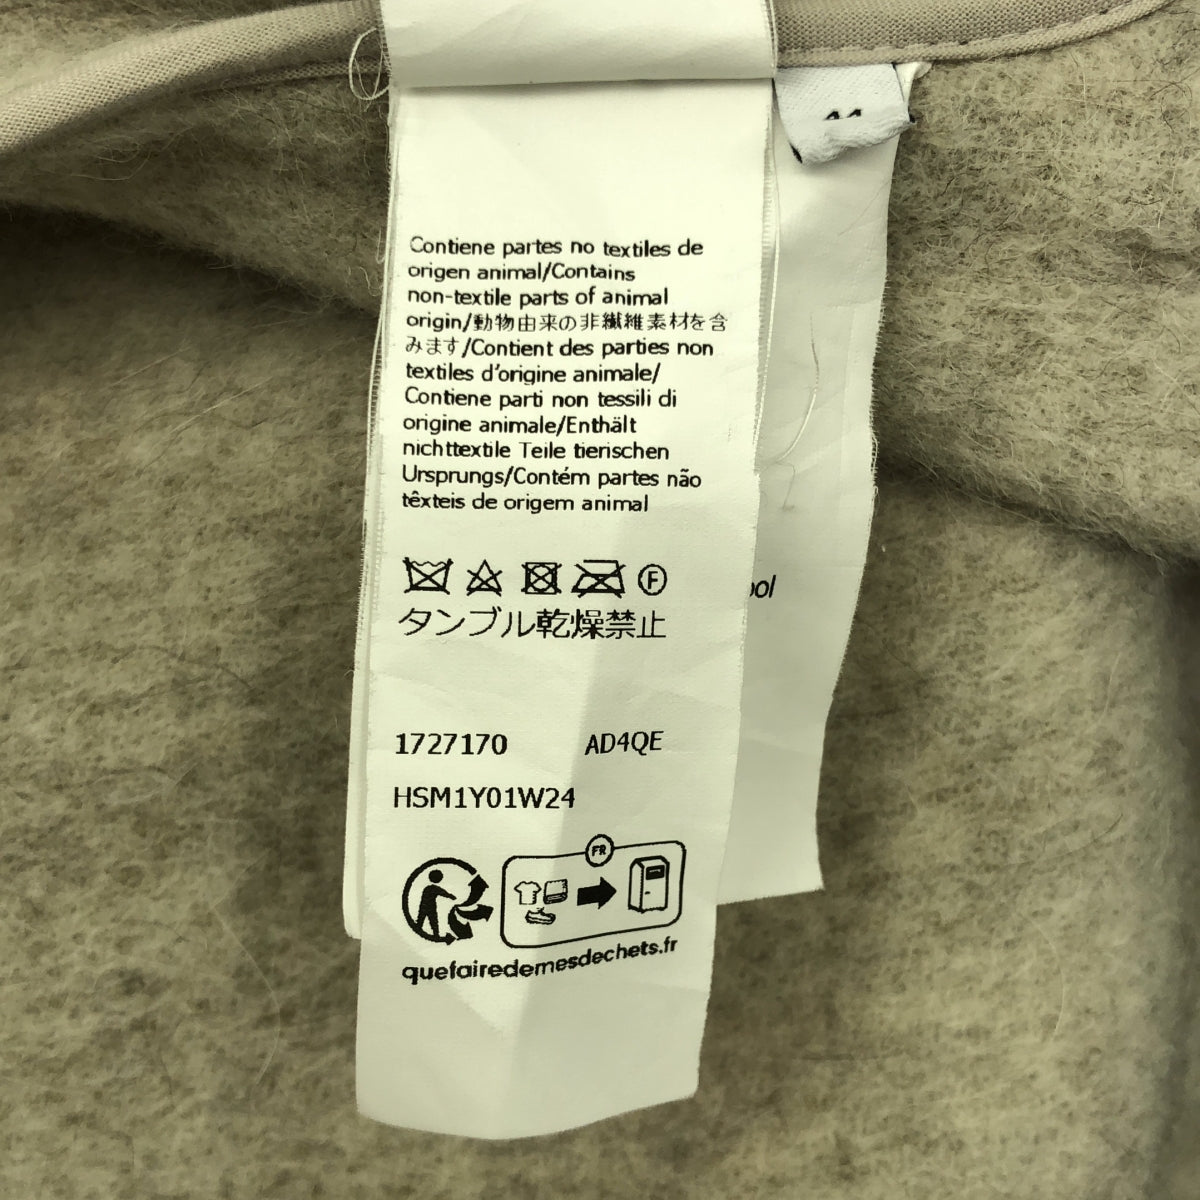 Contiene partes no textiles de
origen animal/Contains
non-textile parts of animal
origin/動物由来の非繊維素材を含
みます/Contient des parties non
textiles d'origine animale/
Contiene parti non tessili di
origine animale/Enthält
nichttextile Teile tierischen
Ursprungs/Contém partes não
têxteis de origem animal
F
タンブル乾燥禁止
1727170 AD4QE
HSM1Y01W24
FR
quefairedemesdechets.fr